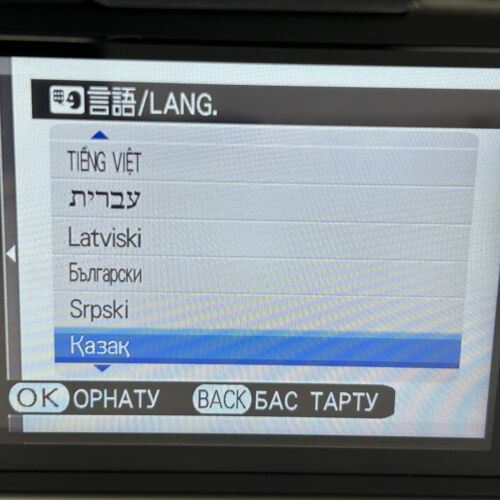 言語/LANG.
TIẾNG VIỆT
עברית
Latviski
Български
Srpski
Қазақ
OK ОРНАТУ BACK БАС ТАРТУ